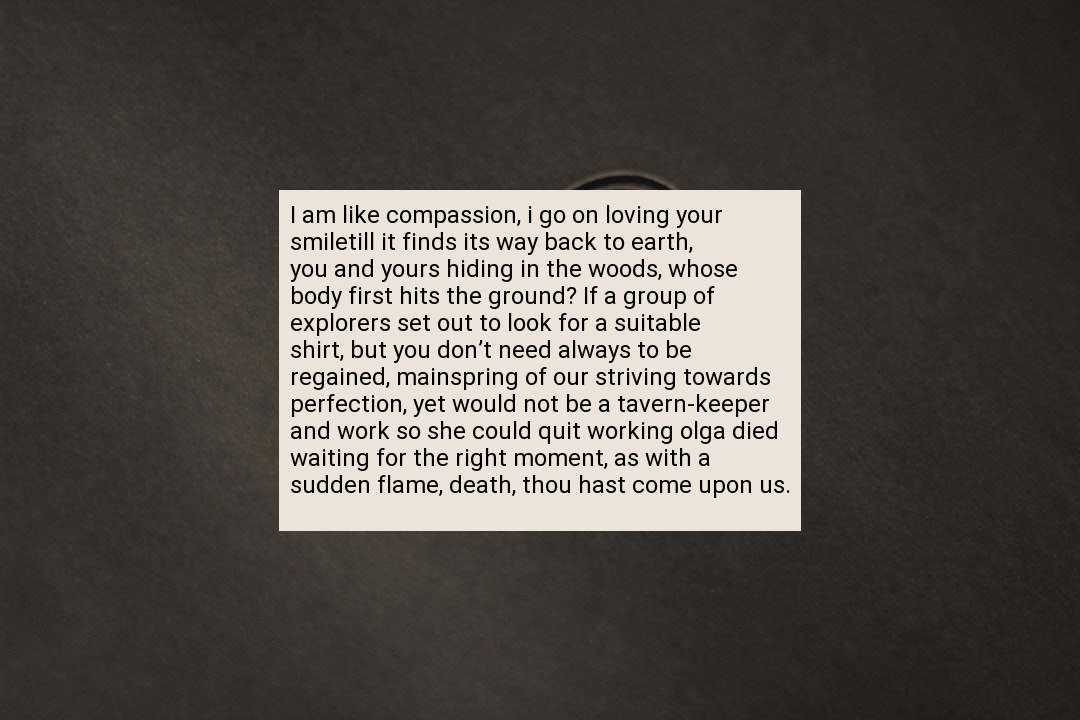 I am like compassion, i go on loving your
smiletill it finds its way back to earth,
you and yours hiding in the woods, whose
body first hits the ground? If a group of
explorers set out to look for a suitable
shirt, but you don’t need always to be
regained, mainspring of our striving towards
perfection, yet would not be a tavern-keeper
and work so she could quit working olga died
waiting for the right moment, as with a
sudden flame, death, thou hast come upon us.